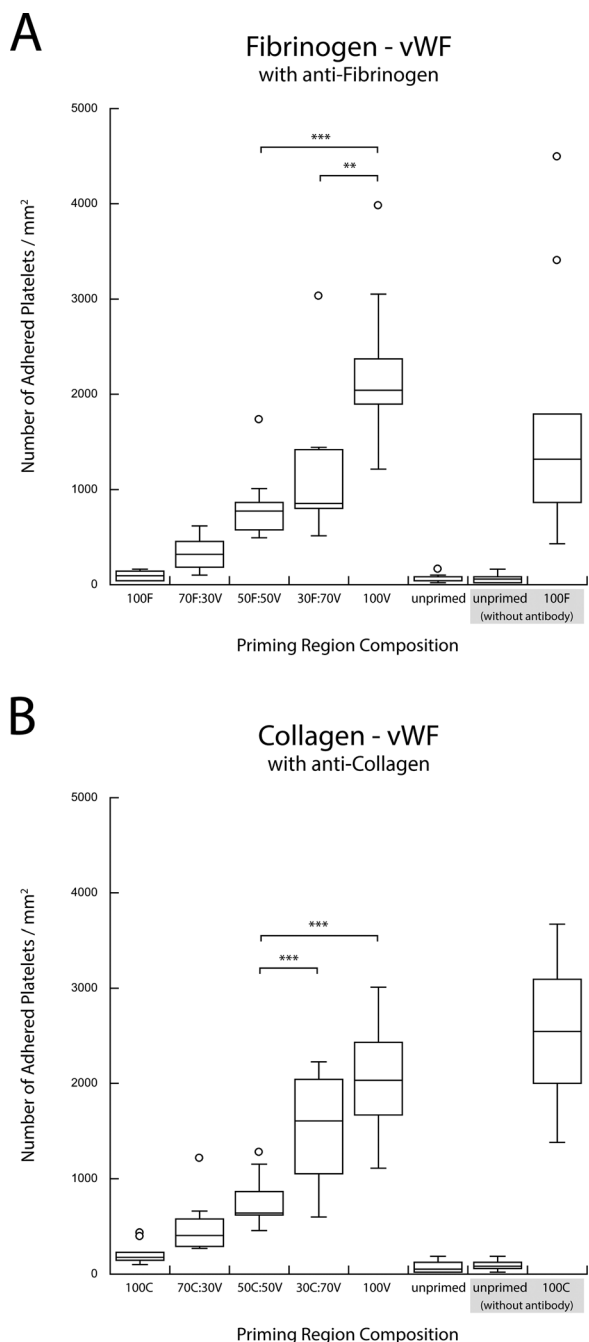 A
Fibrinogen - vWF
with anti-Fibrinogen
Number of Adhered Platelets / mm²
5000
4000
3000
2000
1000
0
***
**
100F 70F:30V 50F:50V 30F:70V 100V unprimed unprimed 100F
(without antibody)
Priming Region Composition
B
Collagen - vWF
with anti-Collagen
Number of Adhered Platelets / mm²
5000
4000
3000
2000
1000
0
***
***
100C 70C:30V 50C:50V 30C:70V 100V unprimed unprimed 100C
(without antibody)
Priming Region Composition